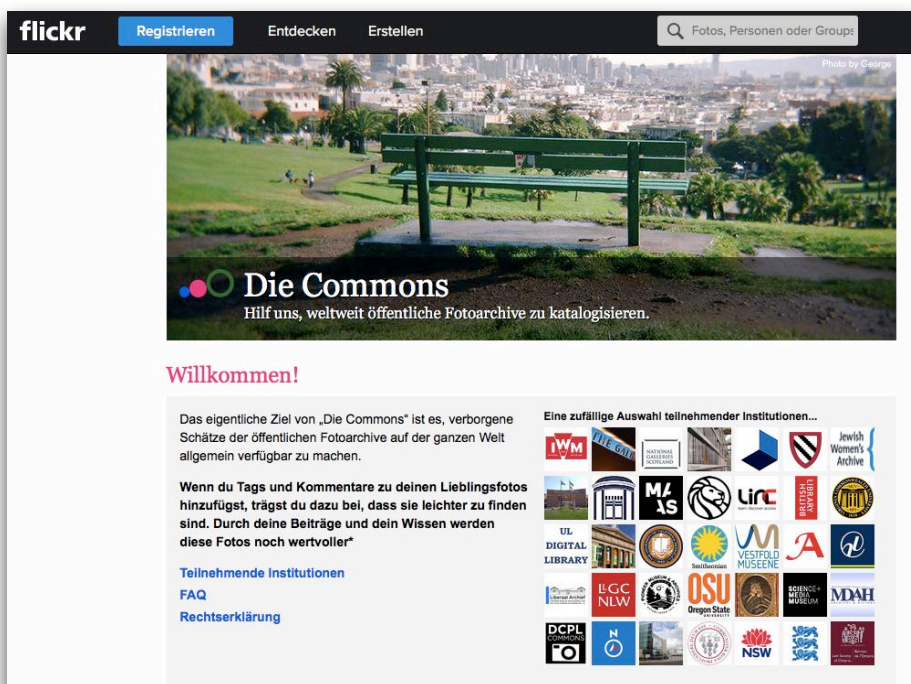 flickr
Registrieren
Entdecken
Erstellen
Fotos, Personen oder Groups
Photo by George
Die Commons
Hilf uns, weltweit öffentliche Fotoarchive zu katalogisieren.
Willkommen!
Das eigentliche Ziel von „Die Commons“ ist es, verborgene
Schätze der öffentlichen Fotoarchive auf der ganzen Welt
allgemein verfügbar zu machen.
Wenn du Tags und Kommentare zu deinen Lieblingsfotos
hinzufügst, trägst du dazu bei, dass sie leichter zu finden
sind. Durch deine Beiträge und dein Wissen werden
diese Fotos noch wertvoller*
Teilnehmende Institutionen
FAQ
Rechtserklärung
Eine zufällige Auswahl teilnehmender Institutionen...
IWM
THE
NATIONAL
GALLERIES
SCOTLAND
Jewish
Women's
Archive
LINC
BRITISH
LIBRARY
UL
DIGITAL
LIBRARY
Smithsonian
VESTFOLD
MUSEENE
A
LlGC
NLW
OSU
Oregon State
SCIENCE+
MEDIA
MUSEUM
MDAH
DCPL
COMMONS
N
NSW